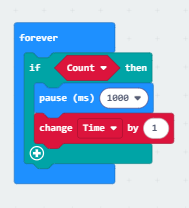 forever
if Count then
pause (ms) 1000
change Time by 1